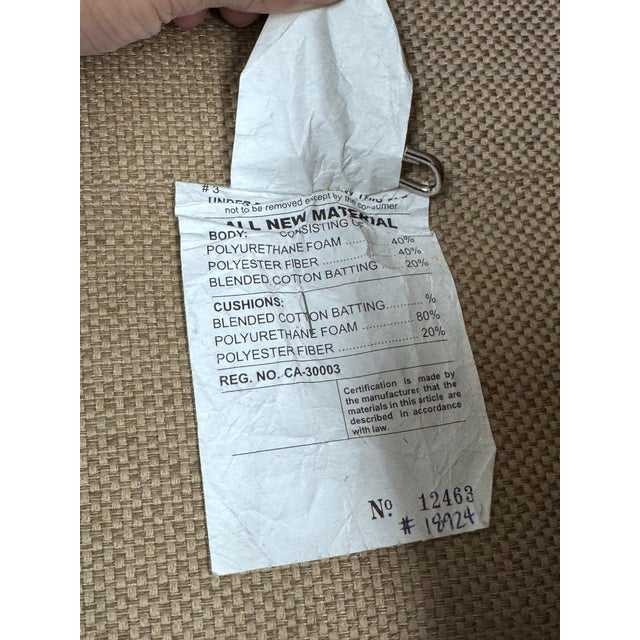 # 3
UNDER
not to be removed except by the consumer
ALL NEW MATERIAL
CONSISTING
BODY:
POLYURETHANE FOAM ............. 40%
POLYESTER FIBER ................... 40%
BLENDED COTTON BATTING ...... 20%
CUSHIONS:
BLENDED COTTON BATTING.......... %
POLYURETHANE FOAM ............. 80%
POLYESTER FIBER ..................... 20%
REG. NO. CA-30003
Certification is made by
the manufacturer that the
materials in this article are
described in accordance
with law.
Nº 12463
# 18924